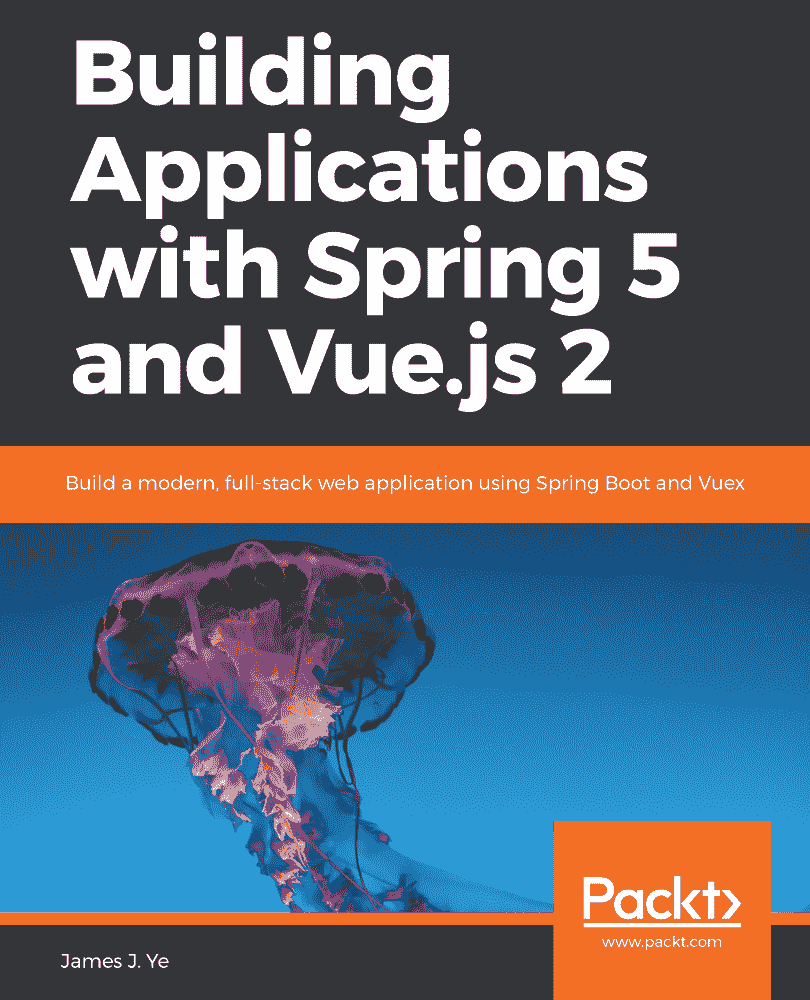 Building
Applications
with Spring 5
and Vue.js 2
Build a modern, full-stack web application using Spring Boot and Vuex
Packt>
www.packt.com
James J. Ye